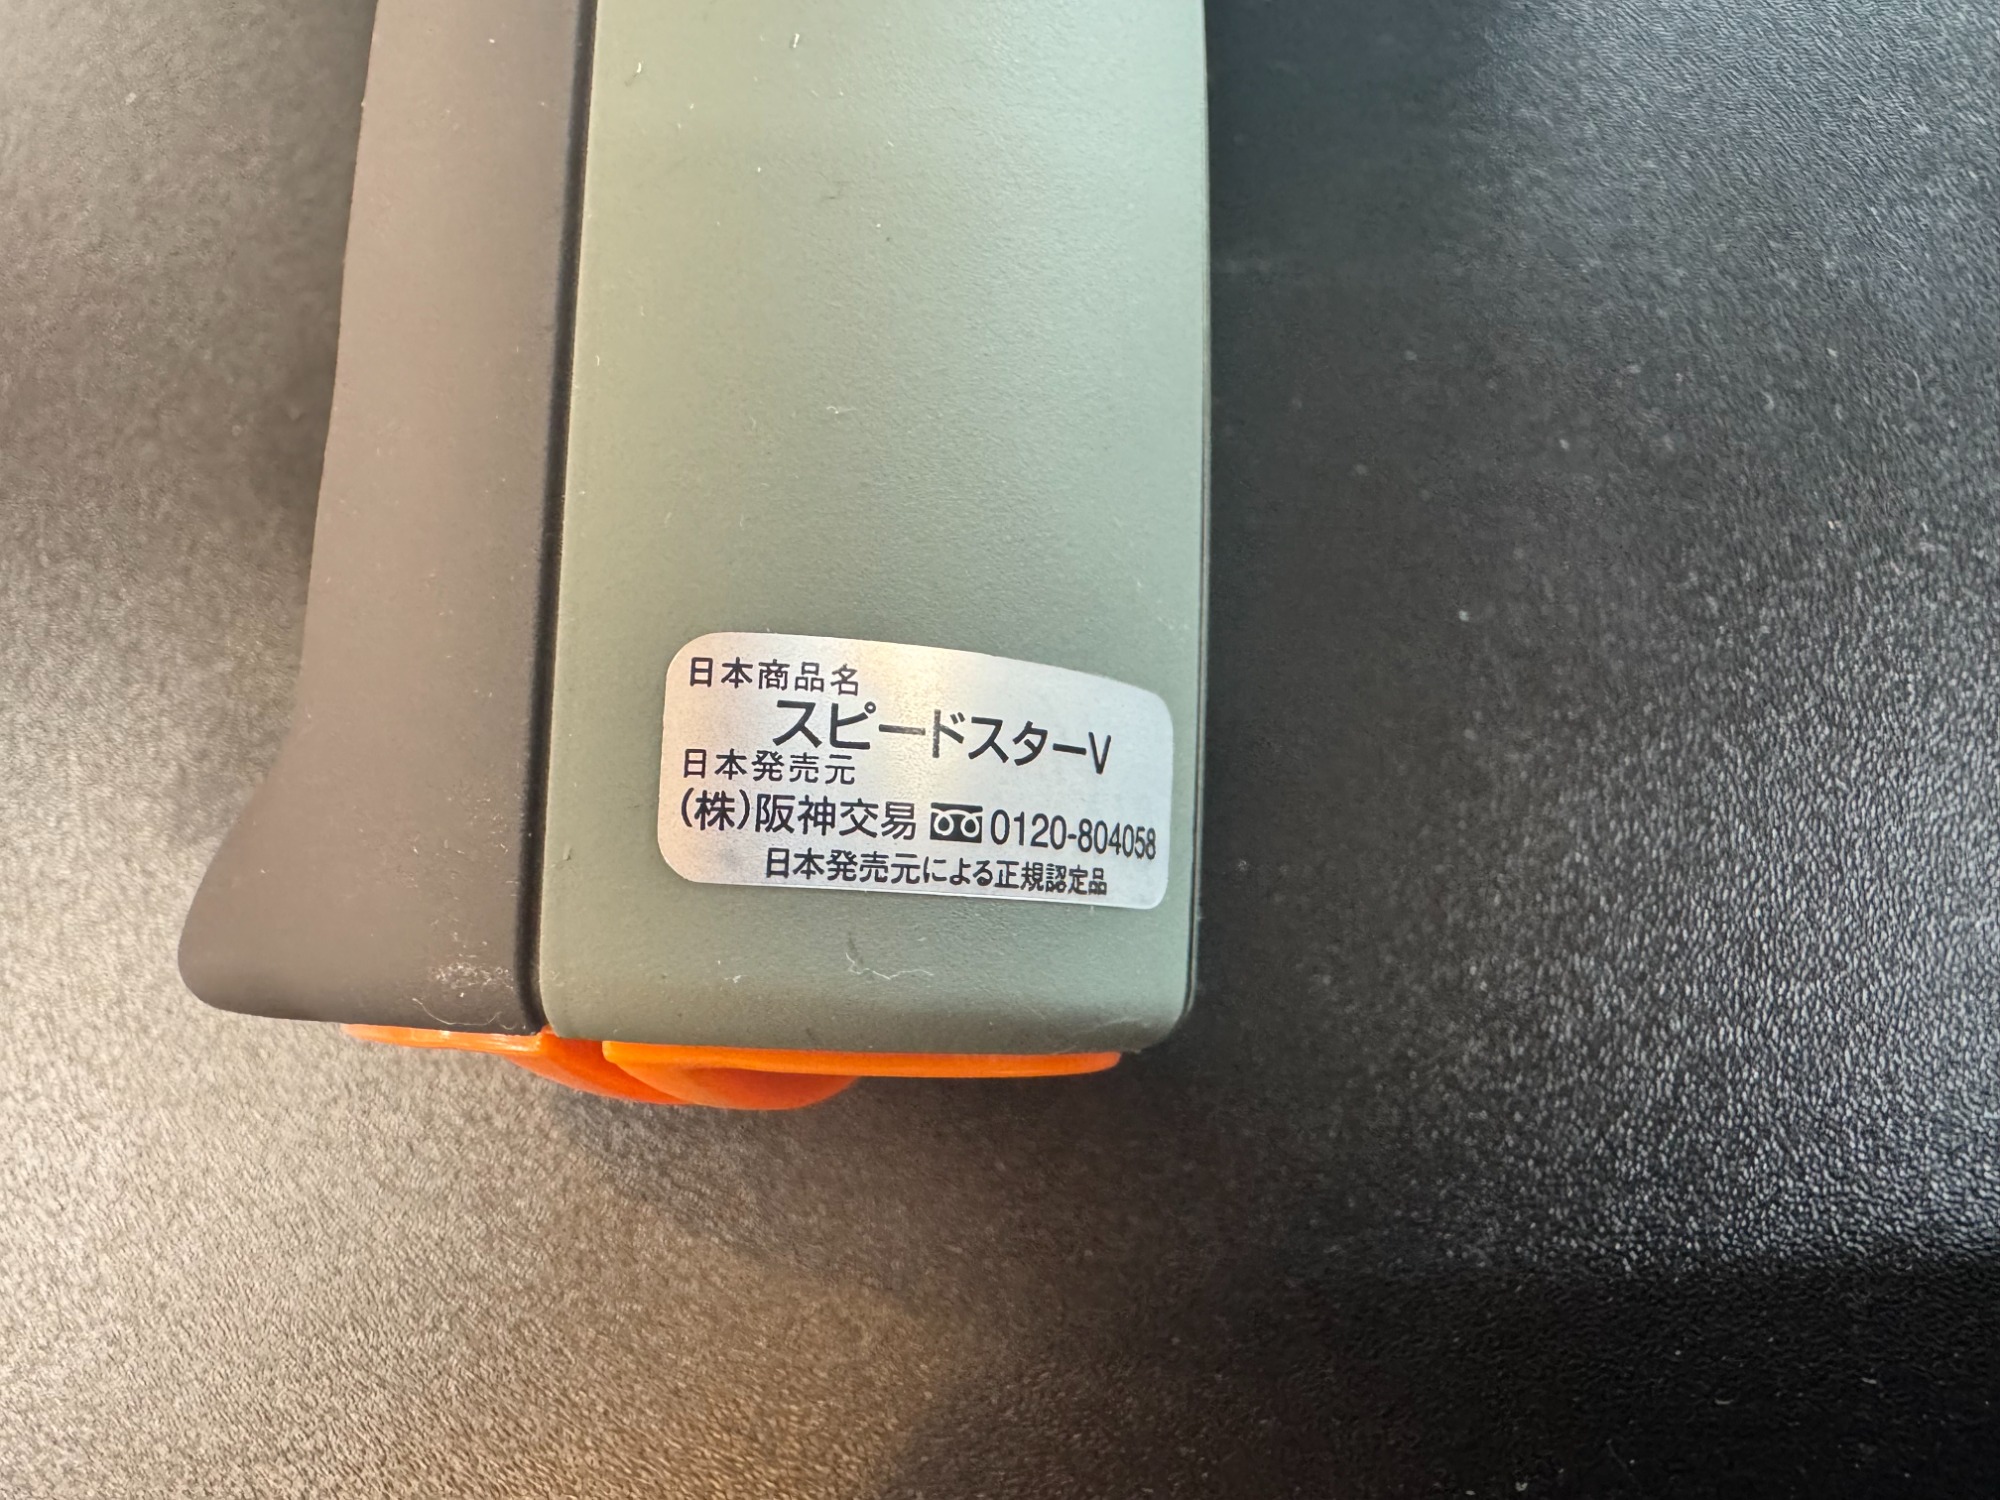 日本商品名
スピードスターV
日本発売元
(株)阪神交易 0120-804058
日本発売元による正規認定品